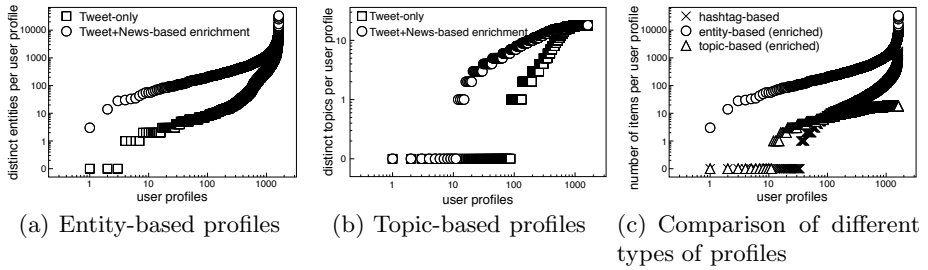 distinct entities per user profile
10000
1000
100
10
1
0
Tweet-only
Tweet+News-based enrichment
1 10 100 1000
user profiles
(a) Entity-based profiles
distinct topics per user profile
10
1
0
Tweet-only
Tweet+News-based enrichment
1 10 100 1000
user profiles
(b) Topic-based profiles
number of items per user profile
10000
1000
100
10
1
0
hashtag-based
entity-based (enriched)
topic-based (enriched)
1 10 100 1000
user profiles
(c) Comparison of different
types of profiles